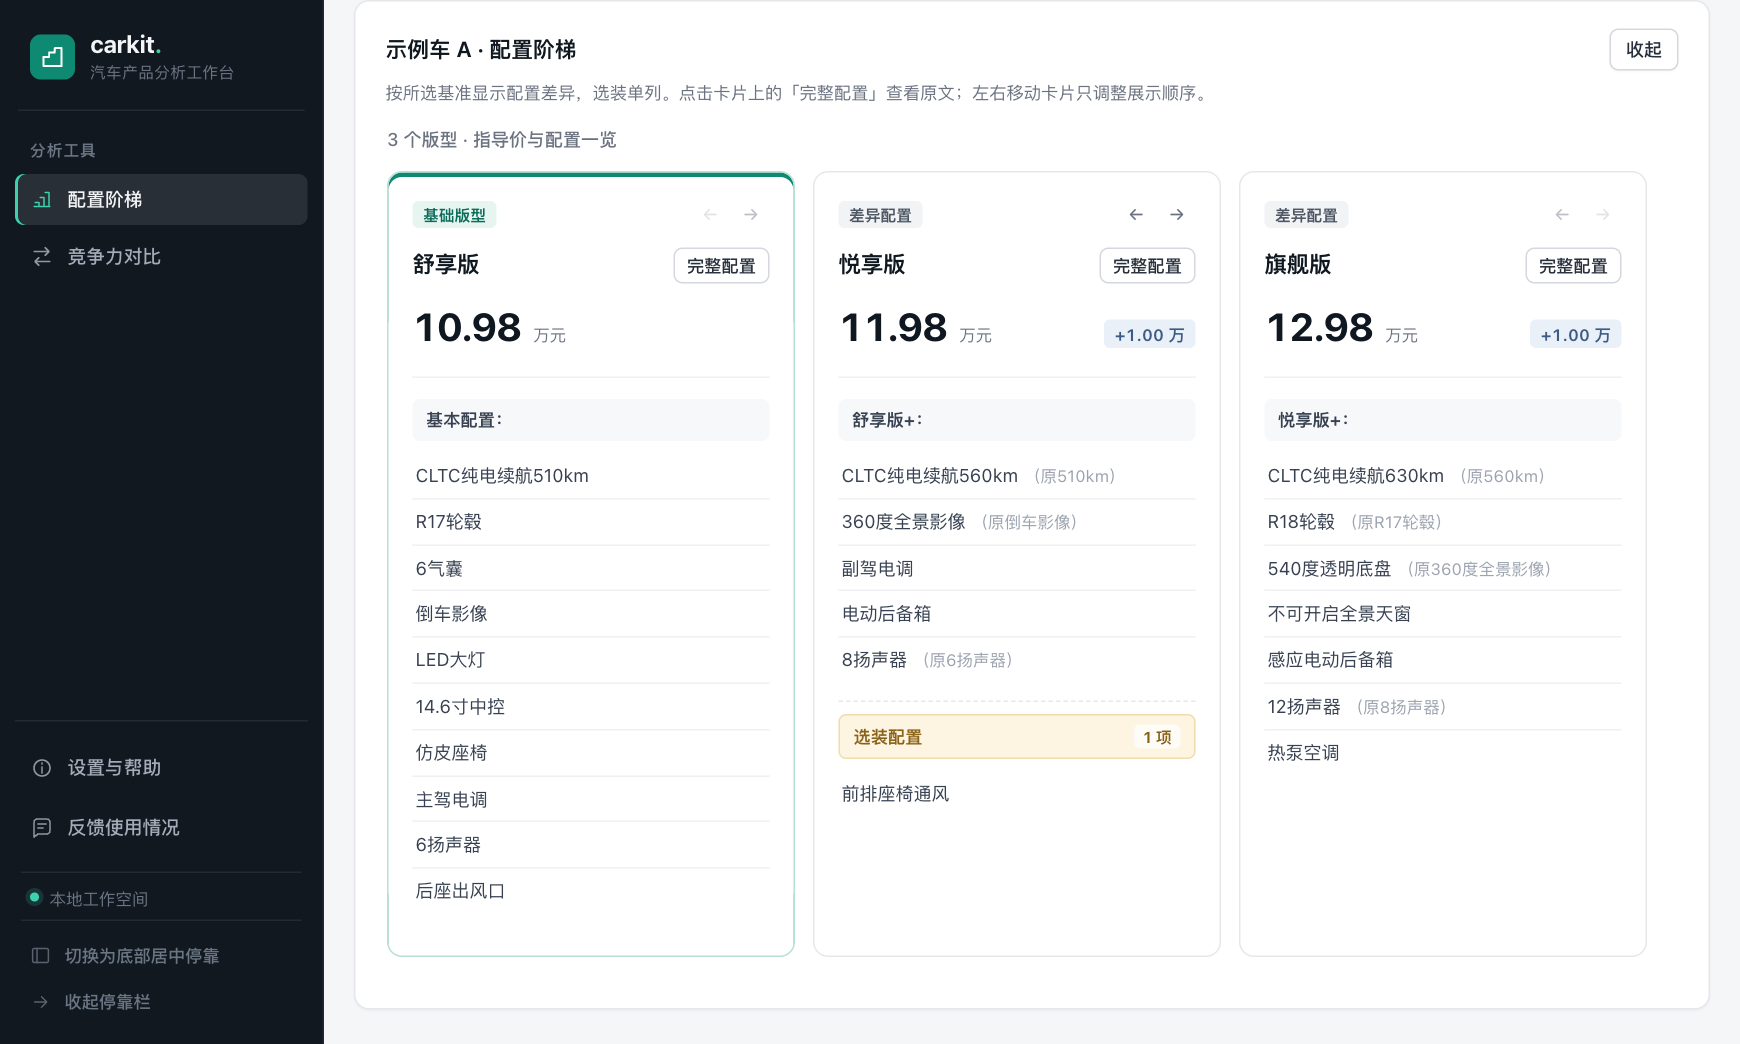 carkit.
汽车产品分析工作台
分析工具
配置阶梯
竞争力对比
设置与帮助
反馈使用情况
本地工作空间
切换为底部居中停靠
收起停靠栏
示例车 A · 配置阶梯
收起
按所选基准显示配置差异，选装单列。点击卡片上的「完整配置」查看原文；左右移动卡片只调整展示顺序。
3 个版型 · 指导价与配置一览
基础版型 ← →
舒享版 完整配置
10.98 万元
基本配置：
CLTC纯电续航510km
R17轮毂
6气囊
倒车影像
LED大灯
14.6寸中控
仿皮座椅
主驾电调
6扬声器
后座出风口
差异配置 ← →
悦享版 完整配置
11.98 万元 +1.00 万
舒享版+：
CLTC纯电续航560km （原510km）
360度全景影像 （原倒车影像）
副驾电调
电动后备箱
8扬声器 （原6扬声器）
选装配置 1 项
前排座椅通风
差异配置 ← →
旗舰版 完整配置
12.98 万元 +1.00 万
悦享版+：
CLTC纯电续航630km （原560km）
R18轮毂 （原R17轮毂）
540度透明底盘 （原360度全景影像）
不可开启全景天窗
感应电动后备箱
12扬声器 （原8扬声器）
热泵空调